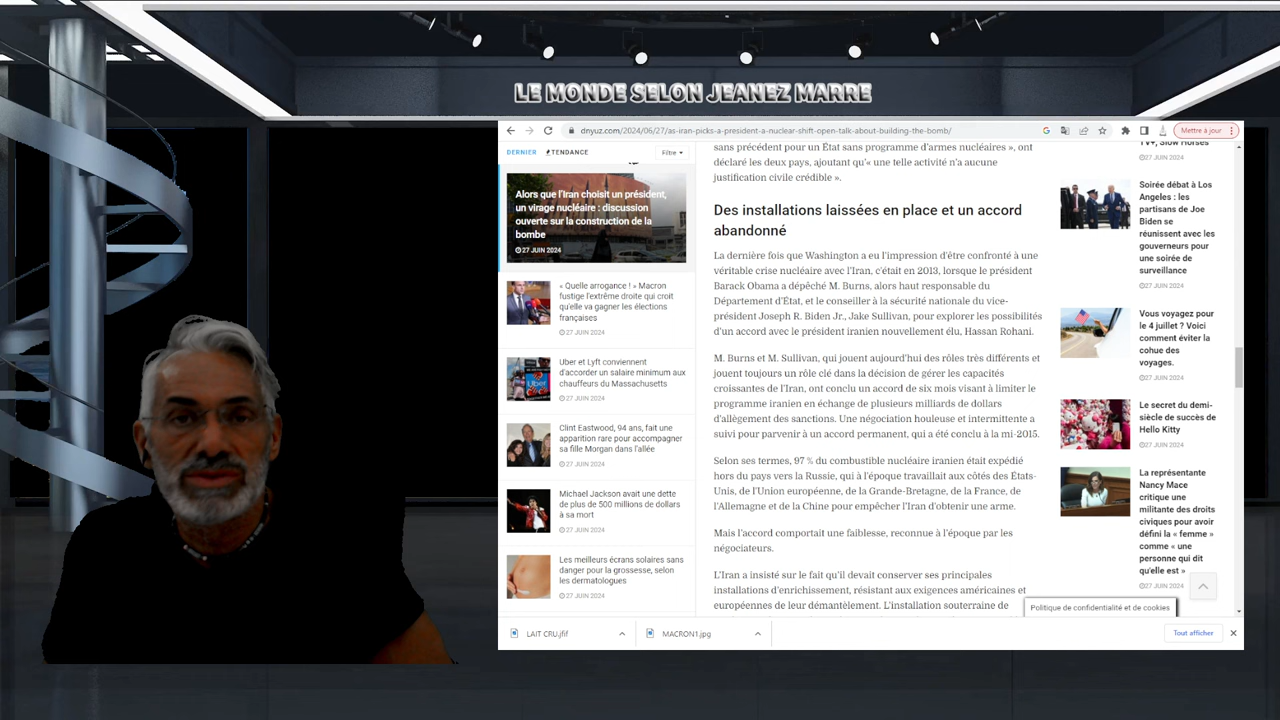 LE MONDE SELON JEANEZ MARRE
dnyuz.com/2024/06/27/as-iran-picks-a-president-a-nuclear-shift-open-talk-about-building-the-bomb/
Mettre à jour
DERNIER
TENDANCE
Filtre
Alors que l'Iran choisit un président,
un virage nucléaire : discussion
ouverte sur la construction de la
bombe
27 JUIN 2024
« Quelle arrogance ! » Macron
fustige l'extrême droite qui croit
qu'elle va gagner les élections
françaises
27 JUIN 2024
Uber et Lyft conviennent
d'accorder un salaire minimum aux
chauffeurs du Massachusetts
27 JUIN 2024
Clint Eastwood, 94 ans, fait une
apparition rare pour accompagner
sa fille Morgan dans l'allée
27 JUIN 2024
Michael Jackson avait une dette
de plus de 500 millions de dollars
à sa mort
27 JUIN 2024
Les meilleurs écrans solaires sans
danger pour la grossesse, selon
les dermatologues
27 JUIN 2024
sans précédent pour un État sans programme d'armes nucléaires », ont
déclaré les deux pays, ajoutant qu'« une telle activité n'a aucune
justification civile crédible ».
Des installations laissées en place et un accord
abandonné
La dernière fois que Washington a eu l'impression d'être confronté à une
véritable crise nucléaire avec l'Iran, c'était en 2013, lorsque le président
Barack Obama a dépêché M. Burns, alors haut responsable du
Département d'État, et le conseiller à la sécurité nationale du vice-
président Joseph R. Biden Jr., Jake Sullivan, pour explorer les possibilités
d'un accord avec le président iranien nouvellement élu, Hassan Rohani.
M. Burns et M. Sullivan, qui jouent aujourd'hui des rôles très différents et
jouent toujours un rôle clé dans la décision de gérer les capacités
croissantes de l'Iran, ont conclu un accord de six mois visant à limiter le
programme iranien en échange de plusieurs milliards de dollars
d'allègement des sanctions. Une négociation houleuse et intermittente a
suivi pour parvenir à un accord permanent, qui a été conclu à la mi-2015.
Selon ses termes, 97 % du combustible nucléaire iranien était expédié
hors du pays vers la Russie, qui à l'époque travaillait aux côtés des États-
Unis, de l'Union européenne, de la Grande-Bretagne, de la France, de
l'Allemagne et de la Chine pour empêcher l'Iran d'obtenir une arme.
Mais l'accord comportait une faiblesse, reconnue à l'époque par les
négociateurs.
L'Iran a insisté sur le fait qu'il devait conserver ses principales
installations d'enrichissement, résistant aux exigences américaines et
européennes de leur démantèlement. L'installation souterraine de
TV+, Slow Horses
27 JUIN 2024
Soirée débat à Los
Angeles : les
partisans de Joe
Biden se
réunissent avec les
gouverneurs pour
une soirée de
surveillance
27 JUIN 2024
Vous voyagez pour
le 4 juillet ? Voici
comment éviter la
cohue des
voyages.
27 JUIN 2024
Le secret du demi-
siècle de succès de
Hello Kitty
27 JUIN 2024
La représentante
Nancy Mace
critique une
militante des droits
civiques pour avoir
défini la « femme »
comme « une
personne qui dit
qu'elle est »
27 JUIN 2024
Politique de confidentialité et de cookies
LAIT CRU.jfif
MACRON1.jpg
Tout afficher